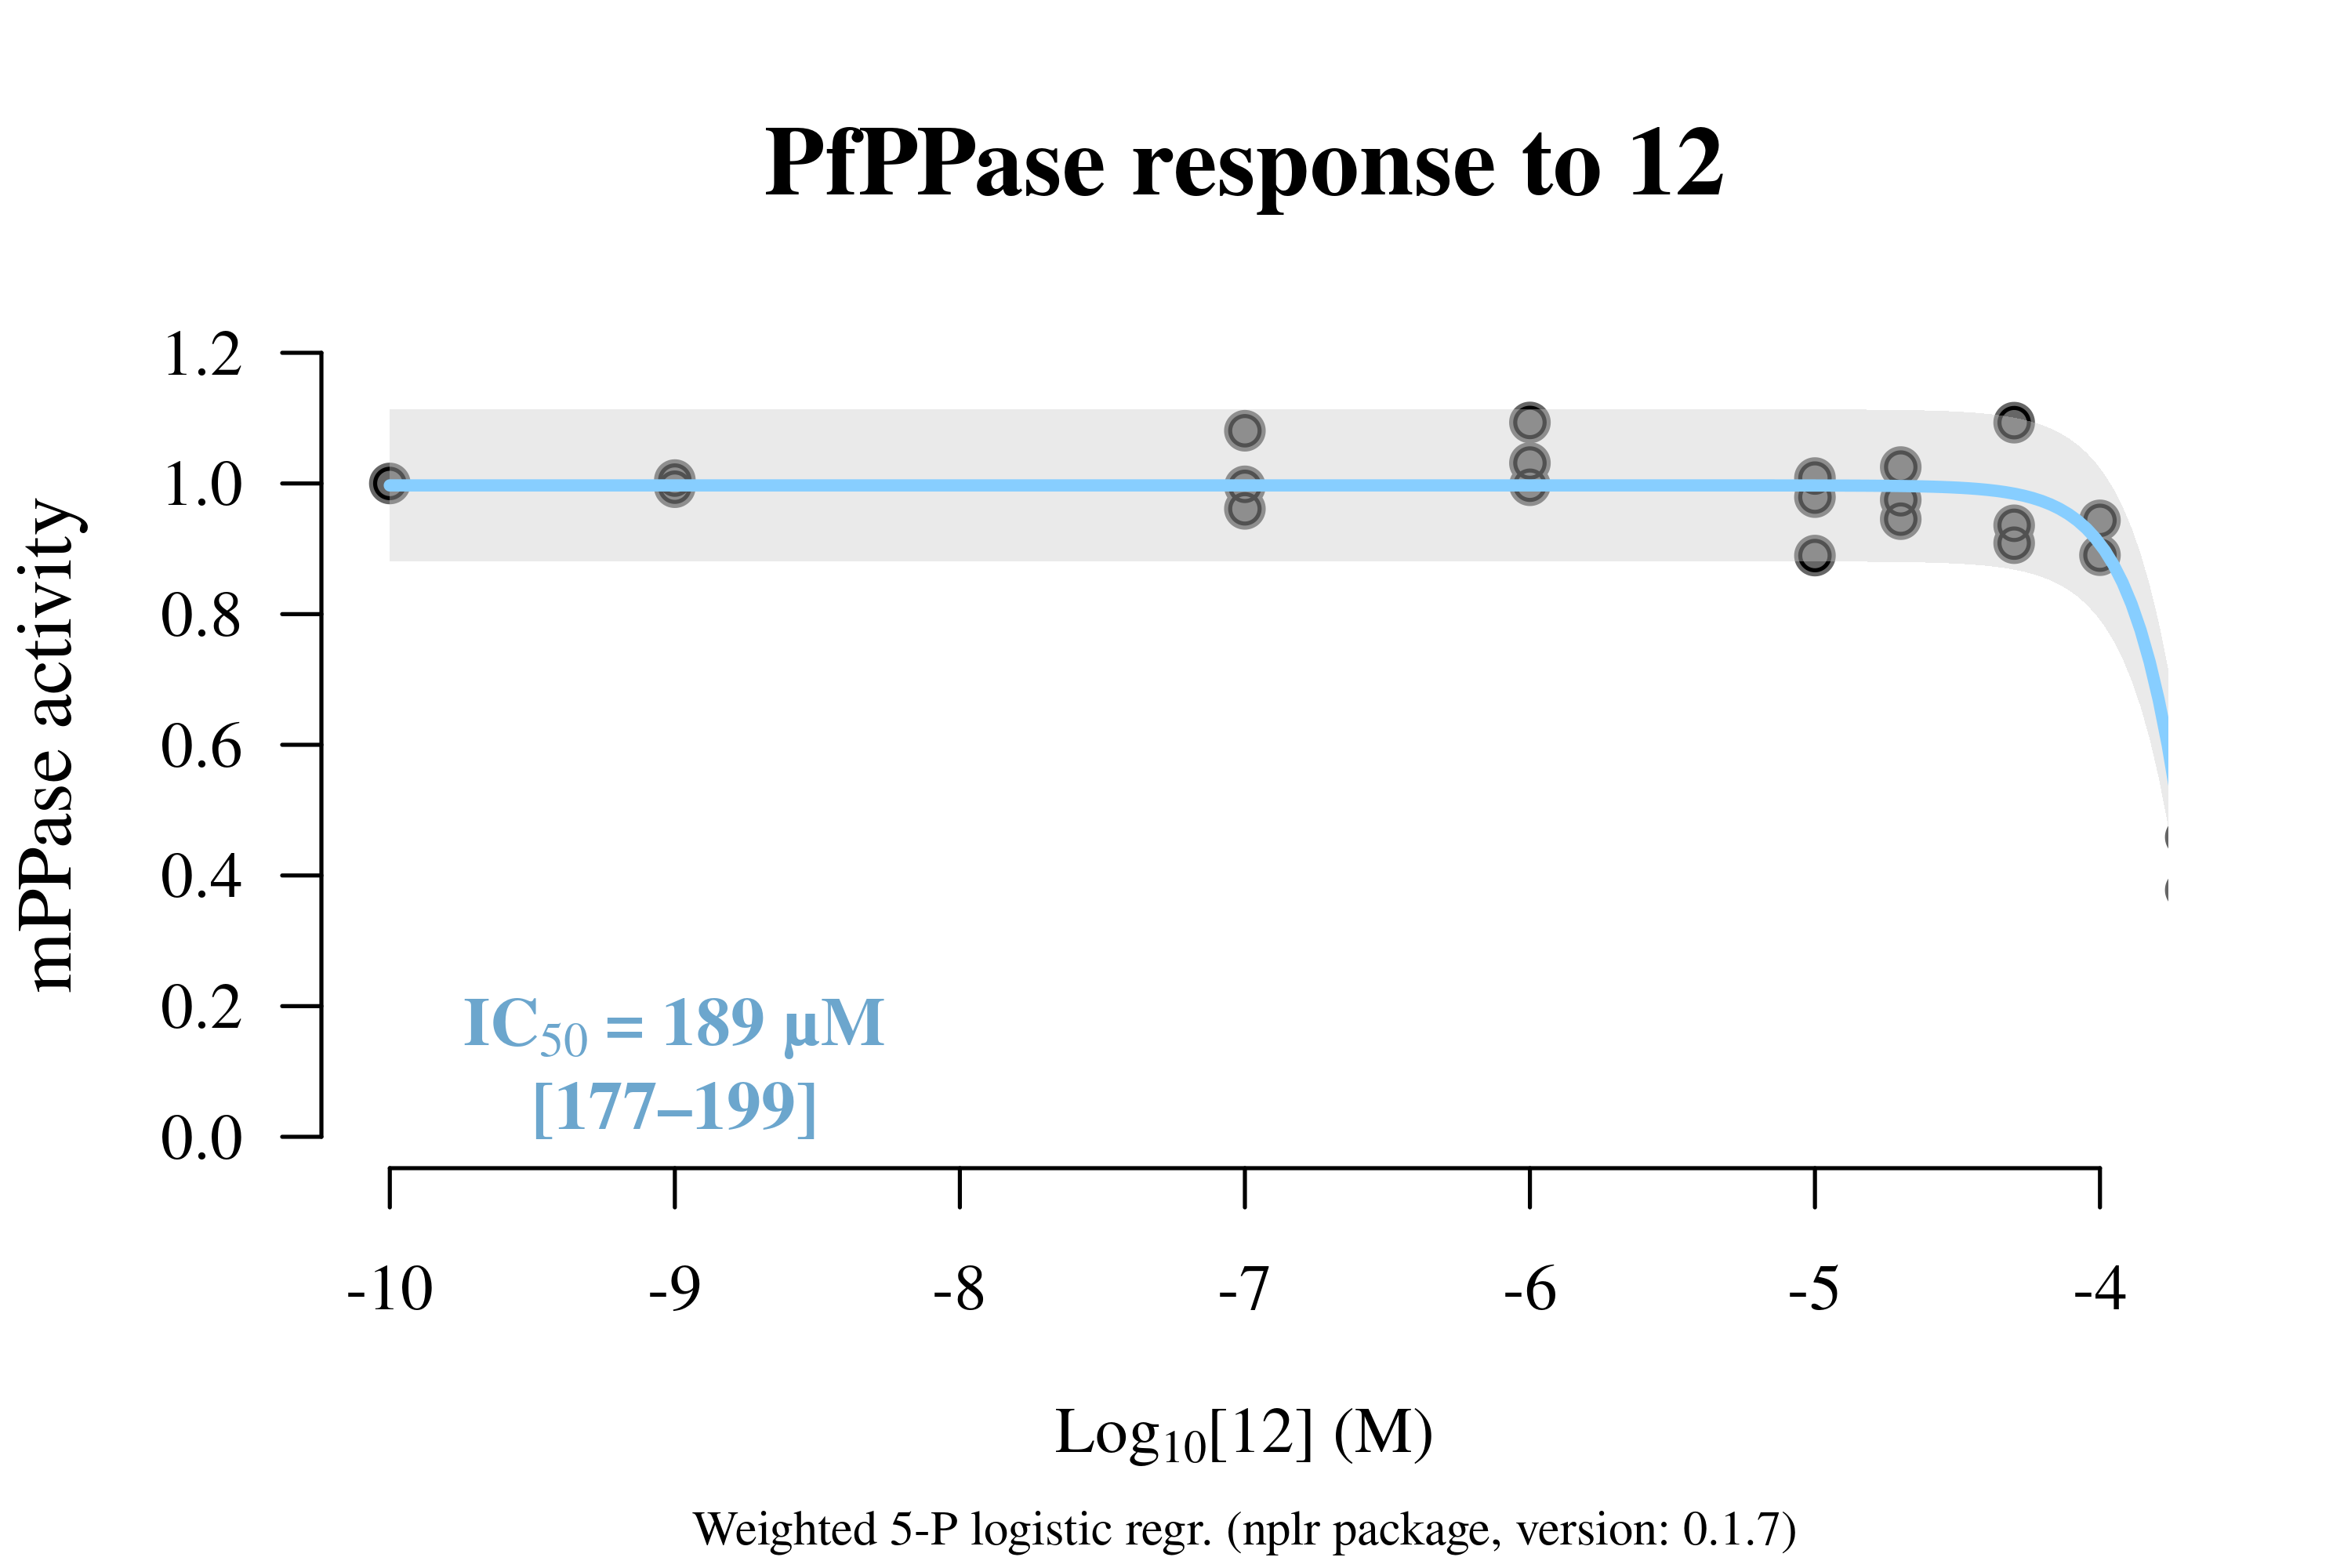 PfPPase response to 12
mPPase activity
1.2
1.0
0.8
0.6
0.4
0.2
0.0
IC50 = 189 µM
[177–199]
-10 -9 -8 -7 -6 -5 -4
Log10[12] (M)
Weighted 5-P logistic regr. (nplr package, version: 0.1.7)